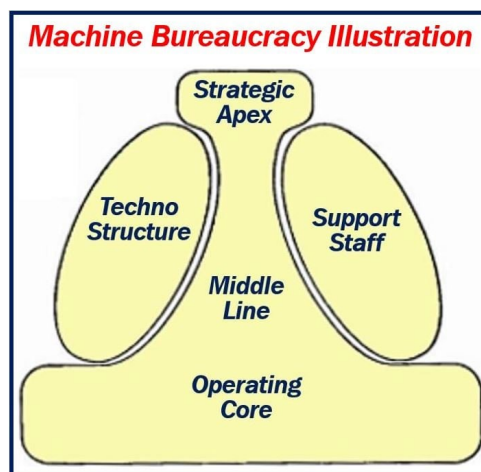 Machine Bureaucracy Illustration
Strategic
Apex
Techno
Structure
Support
Staff
Middle
Line
Operating
Core